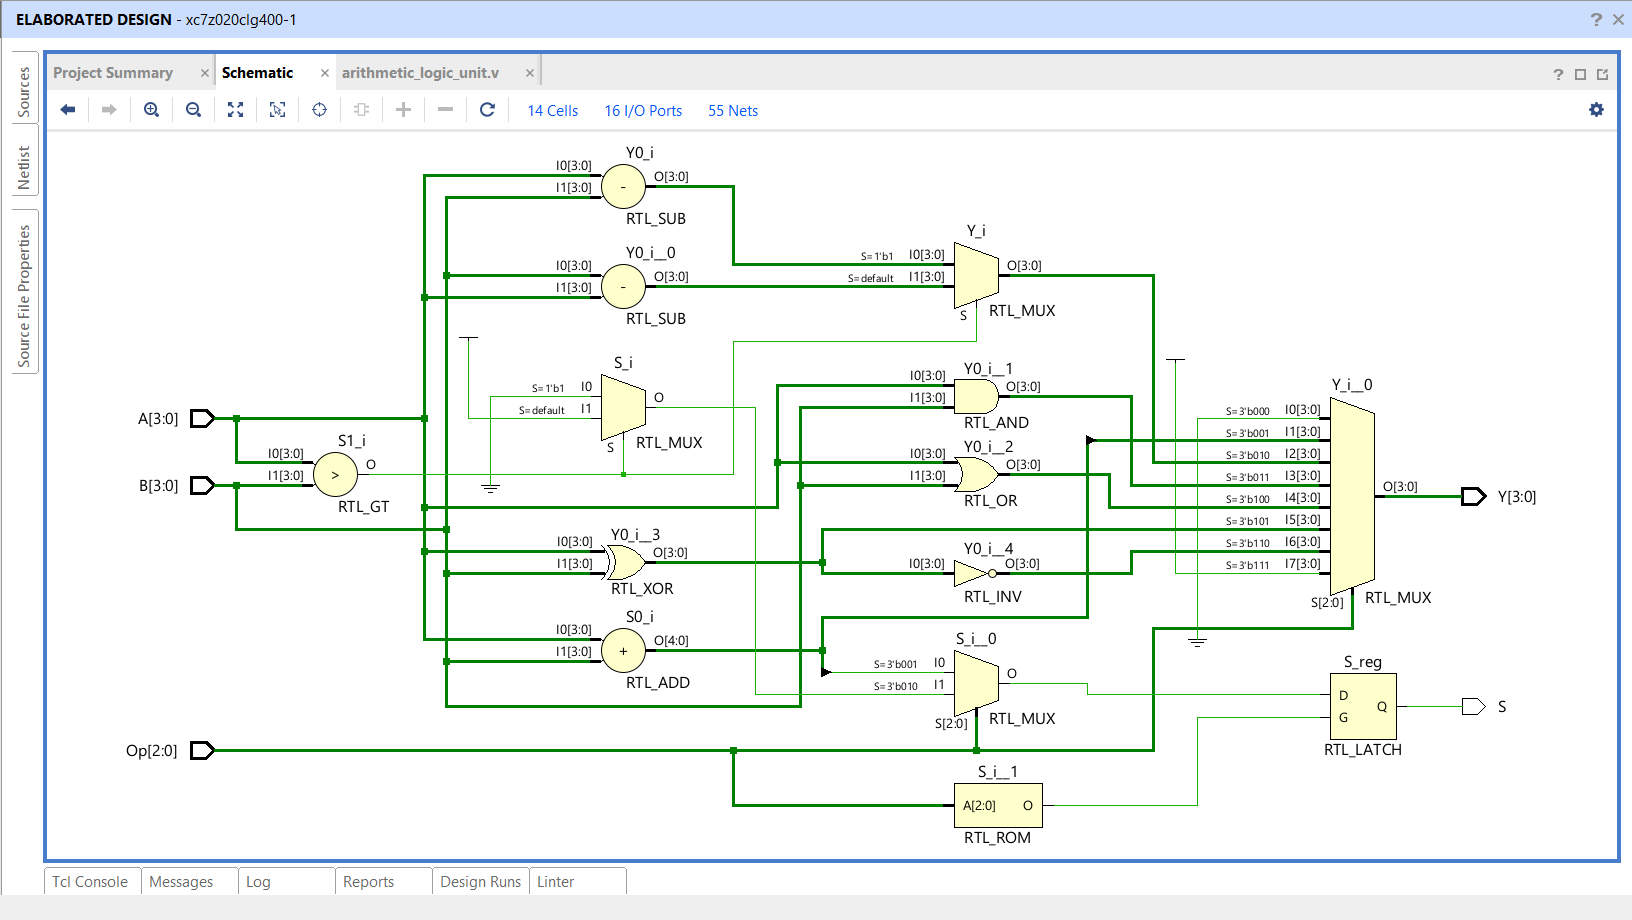 ELABORATED DESIGN - xc7z020clg400-1
? ×
Sources
Netlist
Source File Properties
Project Summary ×
Schematic ×
arithmetic_logic_unit.v ×
?
14 Cells
16 I/O Ports
55 Nets
Y0_i
I0[3:0]
I1[3:0]
-
O[3:0]
RTL_SUB
Y0_i__0
I0[3:0]
I1[3:0]
-
O[3:0]
RTL_SUB
Y_i
S=1'b1 I0[3:0]
S=default I1[3:0]
O[3:0]
S
RTL_MUX
S_i
S=1'b1 I0
S=default I1
O
S
RTL_MUX
A[3:0]
B[3:0]
S1_i
I0[3:0]
I1[3:0]
>
O
RTL_GT
Y0_i__1
I0[3:0]
I1[3:0]
O[3:0]
RTL_AND
Y0_i__2
I0[3:0]
I1[3:0]
O[3:0]
RTL_OR
Y0_i__3
I0[3:0]
I1[3:0]
O[3:0]
RTL_XOR
Y0_i__4
I0[3:0]
O[3:0]
RTL_INV
S0_i
I0[3:0]
I1[3:0]
+
O[4:0]
RTL_ADD
Y_i__0
S=3'b000 I0[3:0]
S=3'b001 I1[3:0]
S=3'b010 I2[3:0]
S=3'b011 I3[3:0]
S=3'b100 I4[3:0]
S=3'b101 I5[3:0]
S=3'b110 I6[3:0]
S=3'b111 I7[3:0]
O[3:0]
S[2:0]
RTL_MUX
Y[3:0]
S_i__0
S=3'b001 I0
S=3'b010 I1
O
S[2:0]
RTL_MUX
S_reg
D
G
Q
RTL_LATCH
S
Op[2:0]
S_i__1
A[2:0] O
RTL_ROM
Tcl Console
Messages
Log
Reports
Design Runs
Linter